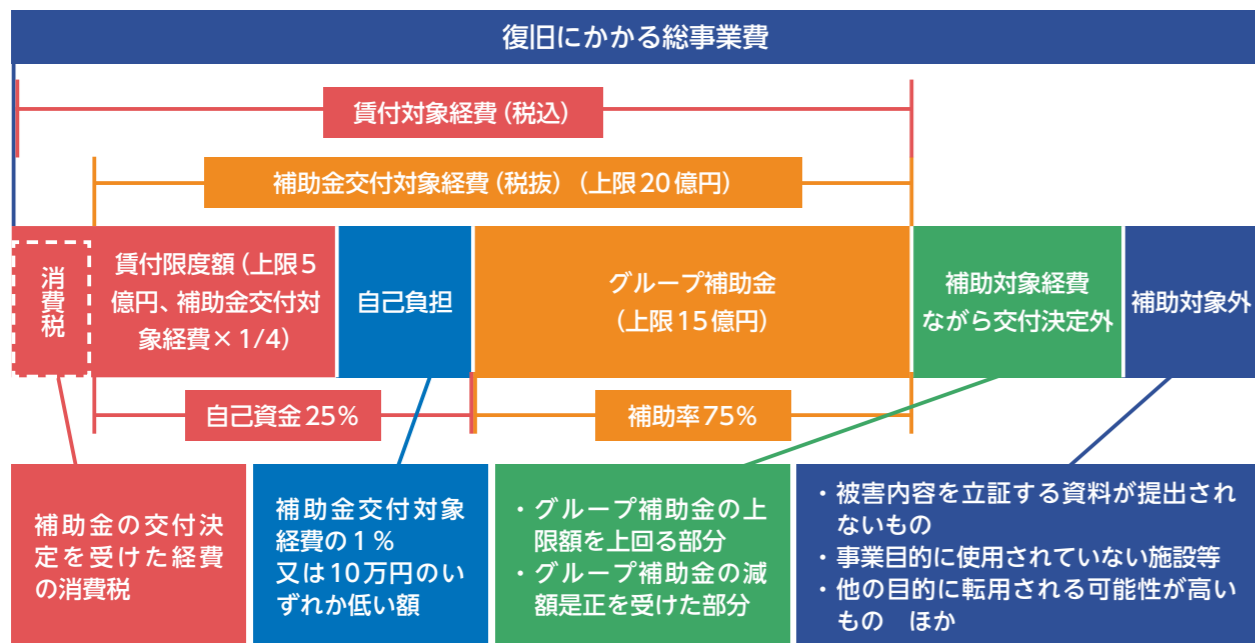 復旧にかかる総事業費
賃付対象経費（税込）
補助金交付対象経費（税抜）（上限20億円）
消費税
賃付限度額（上限5
億円、補助金交付対
象経費×1/4）
自己負担
グループ補助金
（上限15億円）
補助対象経費
ながら交付決定外
補助対象外
自己資金25%
補助率75%
補助金の交付決
定を受けた経費
の消費税
補助金交付対象
経費の1％
又は10万円のい
ずれか低い額
・グループ補助金の上
限額を上回る部分
・グループ補助金の減
額是正を受けた部分
・被害内容を立証する資料が提出され
ないもの
・事業目的に使用されていない施設等
・他の目的に転用される可能性が高い
もの　ほか